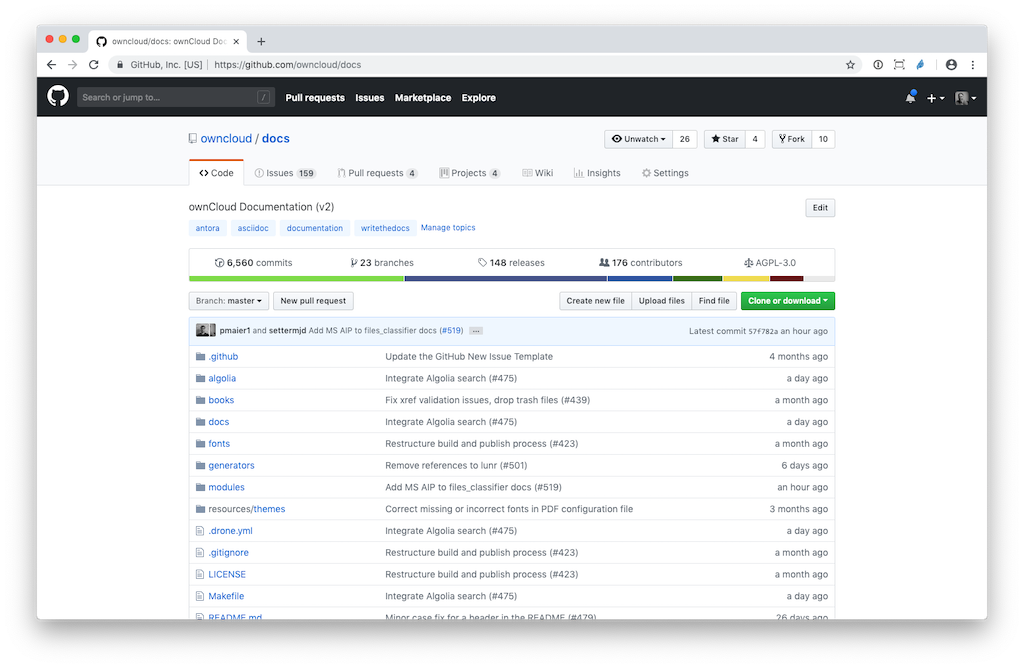 owncloud/docs: ownCloud Doc
GitHub, Inc. [US] | https://github.com/owncloud/docs
Search or jump to... / Pull requests Issues Marketplace Explore
owncloud / docs Unwatch 26 Star 4 Fork 10
Code Issues 159 Pull requests 4 Projects 4 Wiki Insights Settings
ownCloud Documentation (v2) Edit
antora asciidoc documentation writethedocs Manage topics
6,560 commits 23 branches 148 releases 176 contributors AGPL-3.0
Branch: master New pull request Create new file Upload files Find file Clone or download
pmaier1 and settermjd Add MS AIP to files_classifier docs (#519) ... Latest commit 57f782a an hour ago
.github Update the GitHub New Issue Template 4 months ago
algolia Integrate Algolia search (#475) a day ago
books Fix xref validation issues, drop trash files (#439) a month ago
docs Integrate Algolia search (#475) a day ago
fonts Restructure build and publish process (#423) a month ago
generators Remove references to lunr (#501) 6 days ago
modules Add MS AIP to files_classifier docs (#519) an hour ago
resources/themes Correct missing or incorrect fonts in PDF configuration file 3 months ago
.drone.yml Integrate Algolia search (#475) a day ago
.gitignore Restructure build and publish process (#423) a month ago
LICENSE Restructure build and publish process (#423) a month ago
Makefile Integrate Algolia search (#475) a day ago
README.md Minor case fix for a header in the README (#479) 26 days ago